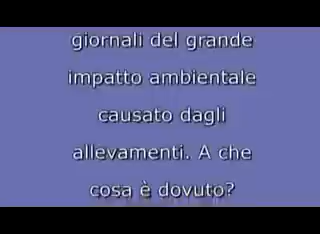 giornali del grande
impatto ambientale
causato dagli
allevamenti. A che
cosa è dovuto?